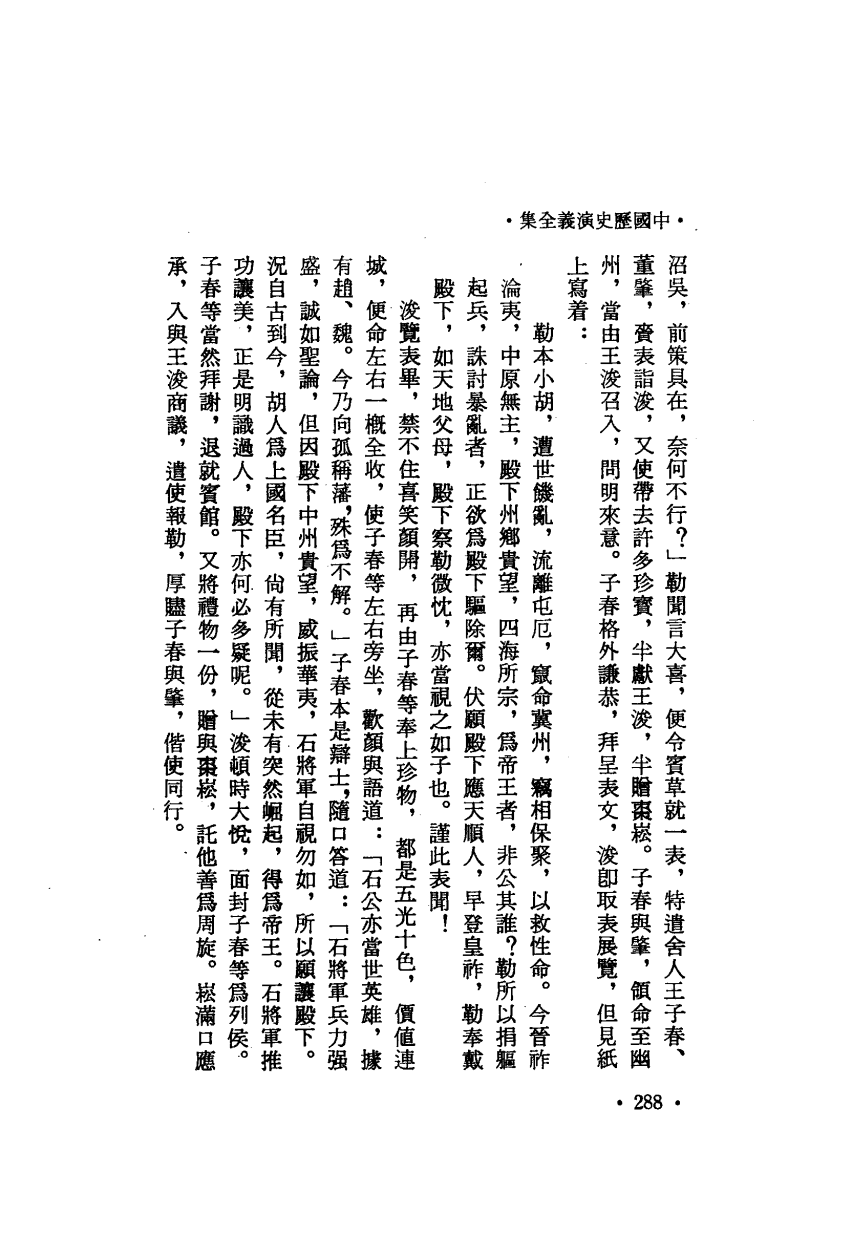 ·中國歷史演義全集·
沼吳，前策具在，奈何不行？」勒聞言大喜，便令賓草就一表，特遣舍人王子春、
董肇，齎表詣浚，又使帶去許多珍寶，半獻王浚，半贈棗崧。子春與肇，領命至幽
州，當由王浚召入，問明來意。子春格外謙恭，拜呈表文，浚卽取表展覽，但見紙
上寫着：
勒本小胡，遭世饑亂，流離屯厄，竄命冀州，竊相保聚，以救性命。今晉祚
淪夷，中原無主，殿下州鄉貴望，四海所宗，爲帝王者，非公其誰？勒所以捐軀
起兵，誅討暴亂者，正欲爲殿下驅除爾。伏願殿下應天順人，早登皇祚，勒奉戴
殿下，如天地父母，殿下察勒微忱，亦當視之如子也。謹此表聞！
浚覽表畢，禁不住喜笑顏開，再由子春等奉上珍物，都是五光十色，價值連
城，便命左右一概全收，使子春等左右旁坐，歡顏與語道：「石公亦當世英雄，據
有趙、魏。今乃向孤稱藩，殊爲不解。」子春本是辯士，隨口答道：「石將軍兵力强
盛，誠如聖論，但因殿下中州貴望，威振華夷，石將軍自視勿如，所以願讓殿下。
況自古到今，胡人爲上國名臣，尙有所聞，從未有突然崛起，得爲帝王。石將軍推
功讓美，正是明識過人，殿下亦何必多疑呢。」浚頓時大悅，面封子春等爲列侯。
子春等當然拜謝，退就賓館。又將禮物一份，贈與棗崧，託他善爲周旋。崧滿口應
承，入與王浚商議，遣使報勒，厚贐子春與肇，偕使同行。
·288·